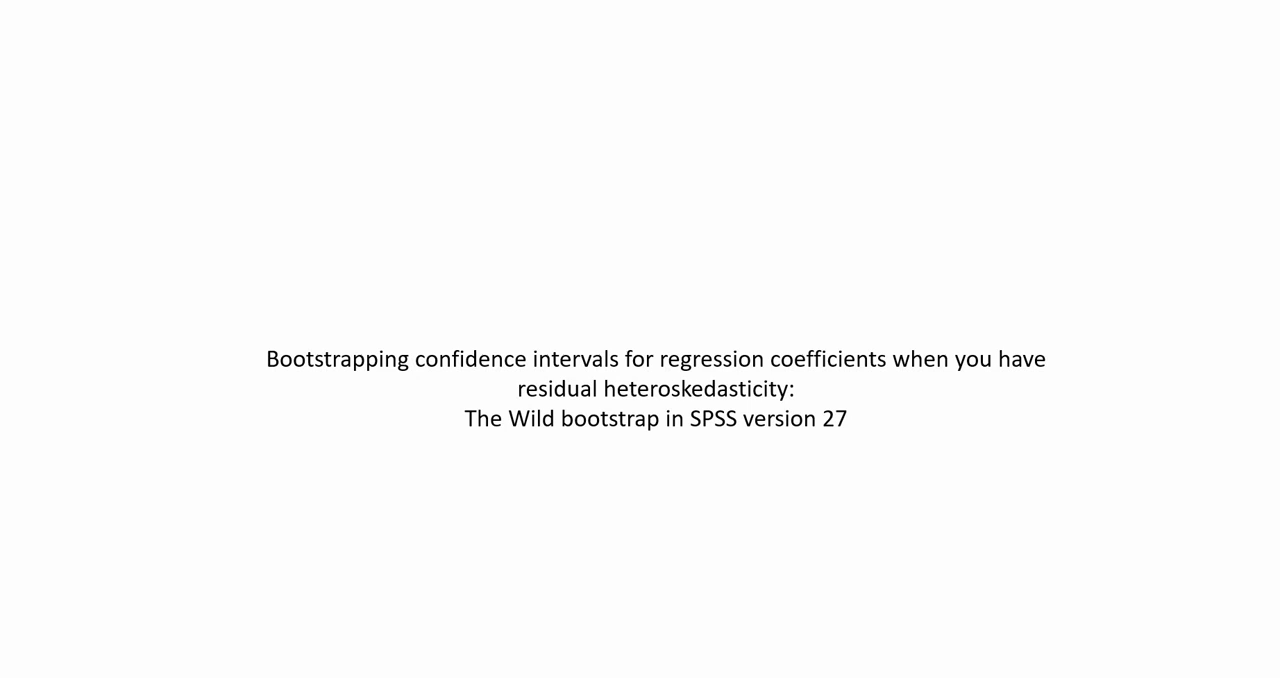 Bootstrapping confidence intervals for regression coefficients when you have
residual heteroskedasticity:
The Wild bootstrap in SPSS version 27